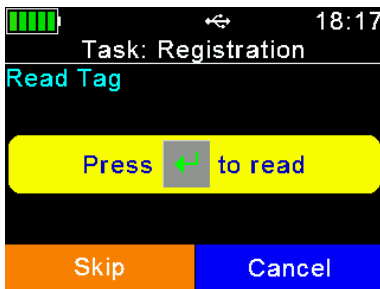 18:17
Task: Registration
Read Tag
Press ↵ to read
Skip Cancel